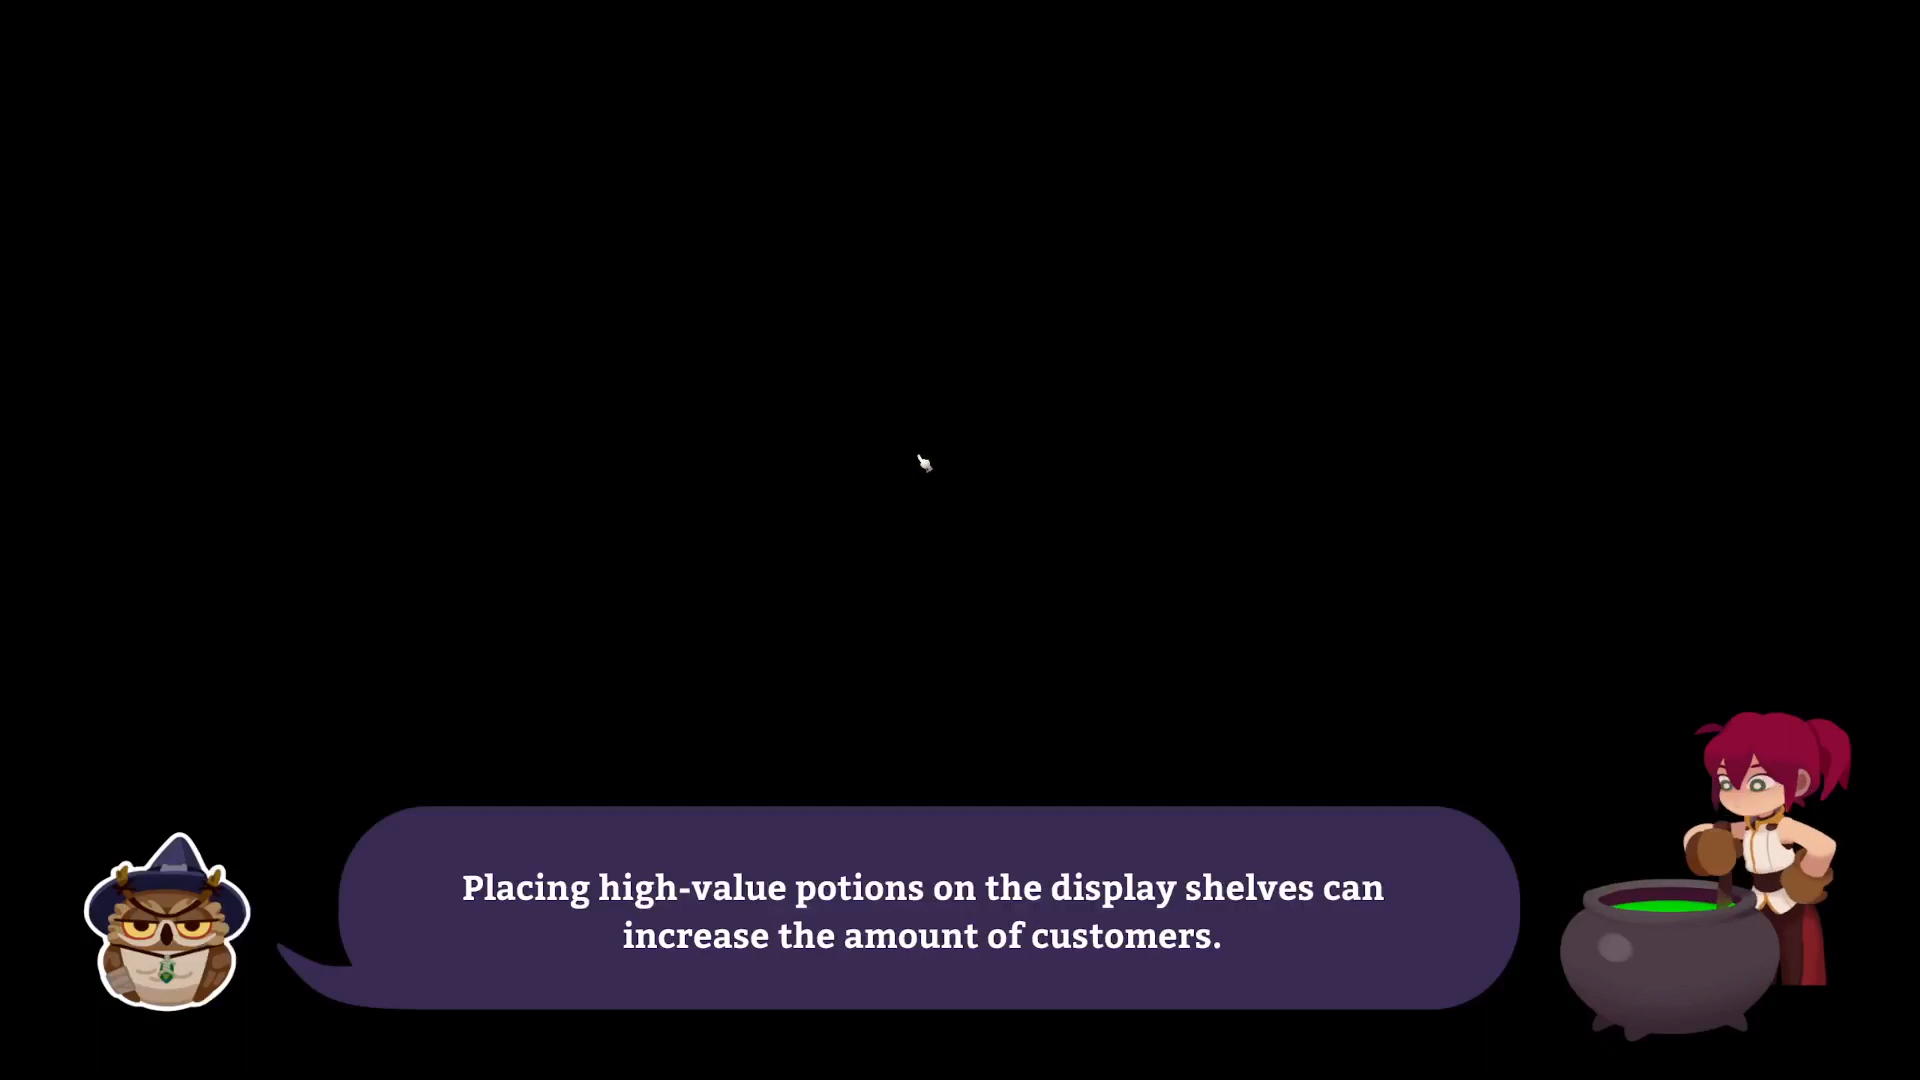 Placing high-value potions on the display shelves can
increase the amount of customers.